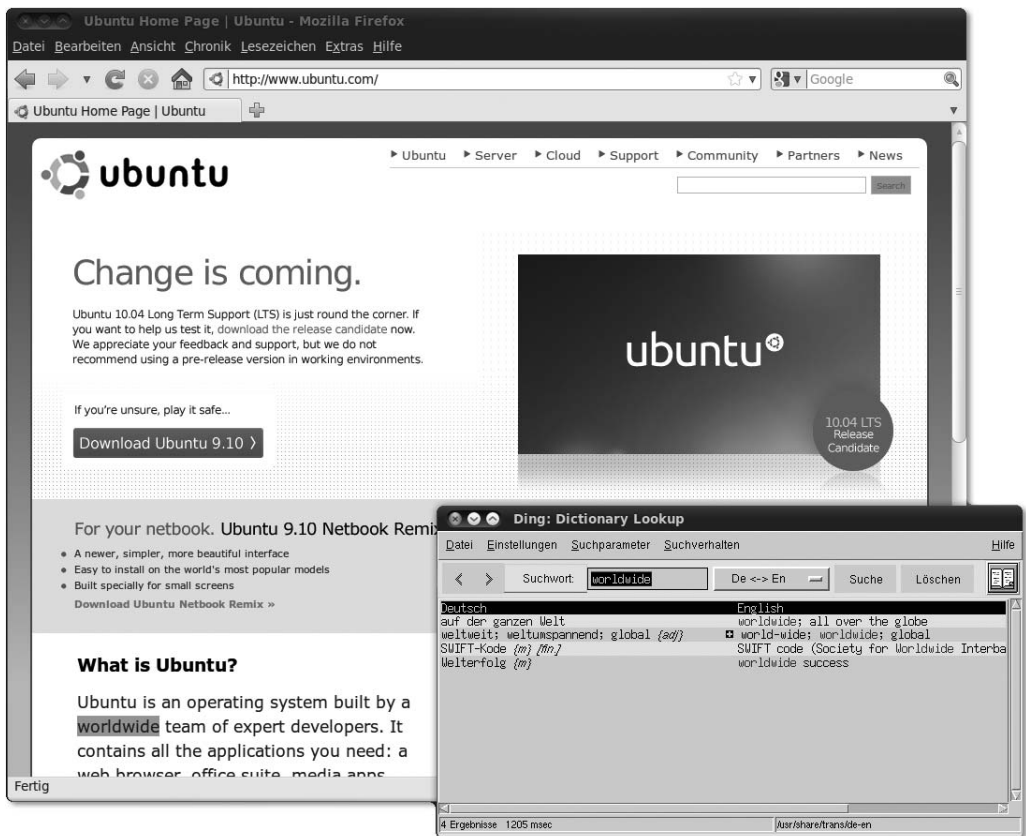 Ubuntu Home Page | Ubuntu - Mozilla Firefox
Datei Bearbeiten Ansicht Chronik Lesezeichen Extras Hilfe
http://www.ubuntu.com/ Google
Ubuntu Home Page | Ubuntu
ubuntu
Ubuntu Server Cloud Support Community Partners News
Search
Change is coming.
Ubuntu 10.04 Long Term Support (LTS) is just round the corner. If
you want to help us test it, download the release candidate now.
We appreciate your feedback and support, but we do not
recommend using a pre-release version in working environments.
ubuntu
10.04 LTS
Release
Candidate
If you're unsure, play it safe...
Download Ubuntu 9.10 〉
For your netbook. Ubuntu 9.10 Netbook Remix
• A newer, simpler, more beautiful interface
• Easy to install on the world's most popular models
• Built specially for small screens
Download Ubuntu Netbook Remix »
What is Ubuntu?
Ubuntu is an operating system built by a
worldwide team of expert developers. It
contains all the applications you need: a
web browser, office suite, media apps
Fertig
Ding: Dictionary Lookup
Datei Einstellungen Suchparameter Suchverhalten Hilfe
< > Suchwort: worldwide De <-> En Suche Löschen
Deutsch English
auf der ganzen Welt worldwide; all over the globe
weltweit; weltumspannend; global {adj} world-wide; worldwide; global
SWIFT-Kode {m} [fin.] SWIFT code (Society for Worldwide Interba
Welterfolg {m} worldwide success
4 Ergebnisse 1205 msec /usr/share/trans/de-en